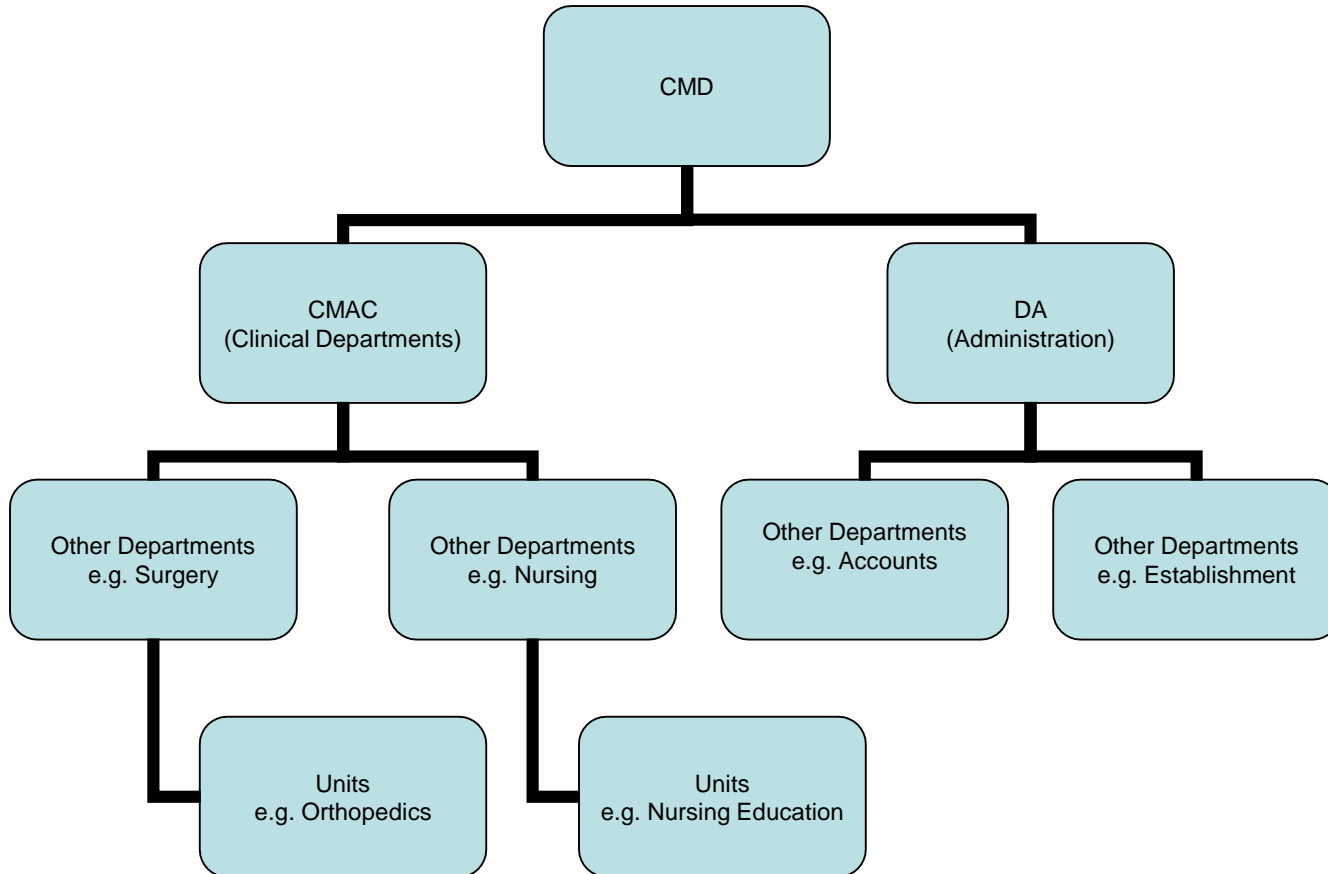 CMD
CMAC
(Clinical Departments)
DA
(Administration)
Other Departments
e.g. Surgery
Other Departments
e.g. Nursing
Other Departments
e.g. Accounts
Other Departments
e.g. Establishment
Units
e.g. Orthopedics
Units
e.g. Nursing Education